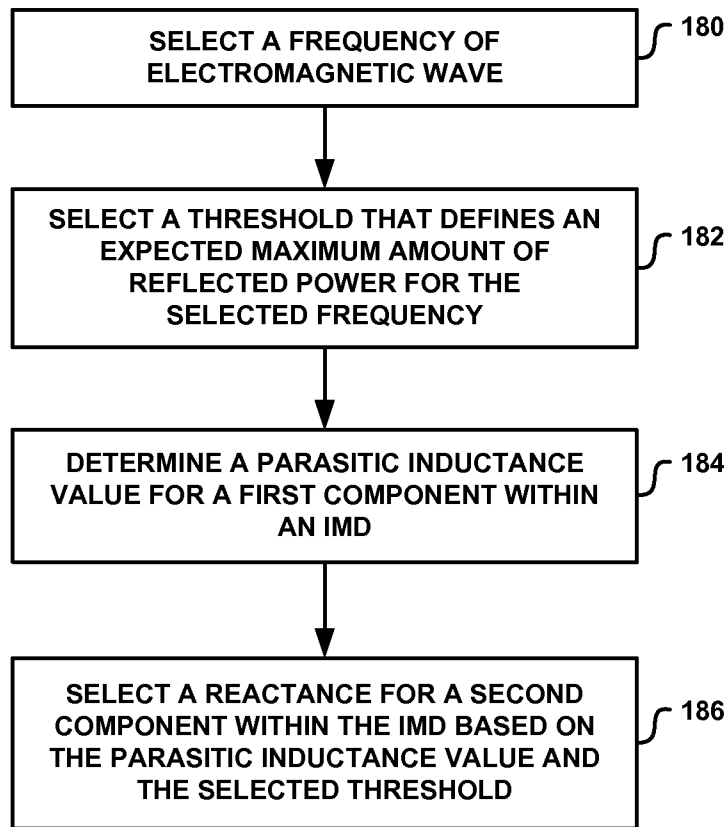 SELECT A FREQUENCY OF
ELECTROMAGNETIC WAVE
180
SELECT A THRESHOLD THAT DEFINES AN
EXPECTED MAXIMUM AMOUNT OF
REFLECTED POWER FOR THE
SELECTED FREQUENCY
182
DETERMINE A PARASITIC INDUCTANCE
VALUE FOR A FIRST COMPONENT WITHIN
AN IMD
184
SELECT A REACTANCE FOR A SECOND
COMPONENT WITHIN THE IMD BASED ON
THE PARASITIC INDUCTANCE VALUE AND
THE SELECTED THRESHOLD
186